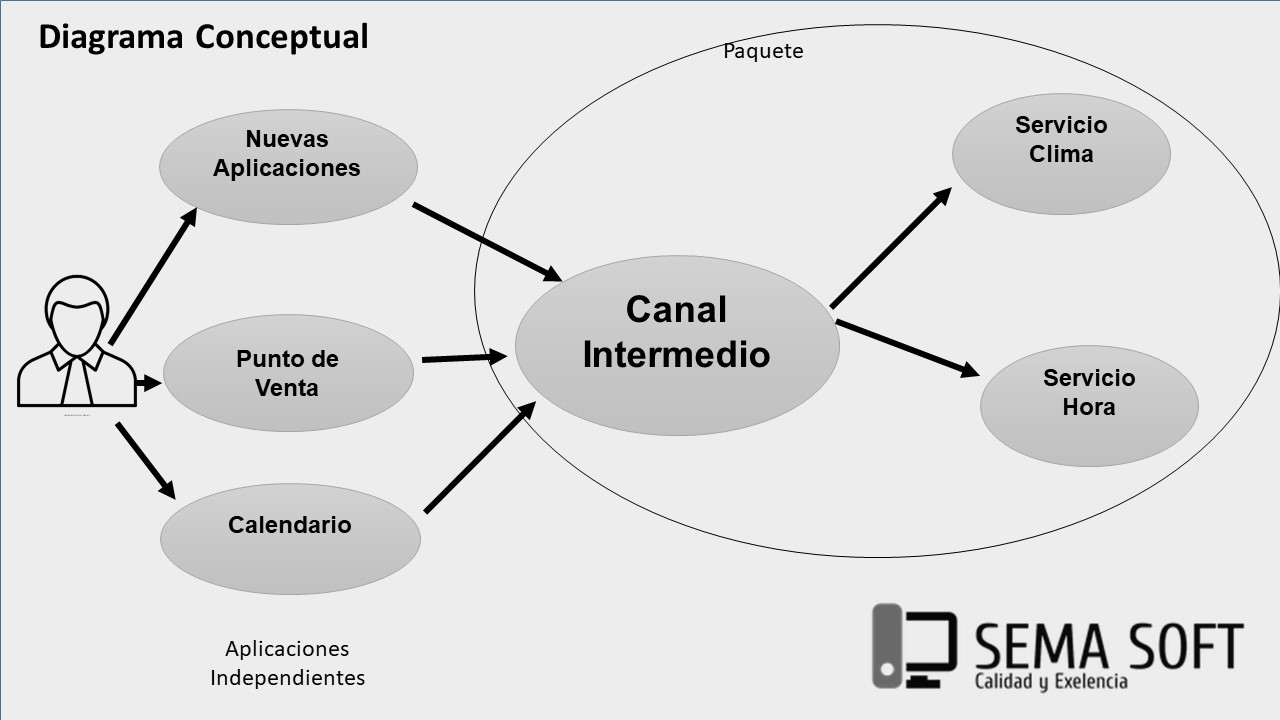 Diagrama Conceptual
Paquete
Nuevas
Aplicaciones
Servicio
Clima
Canal
Intermedio
Punto de
Venta
Servicio
Hora
Calendario
Aplicaciones
Independientes
SEMA SOFT
Calidad y Exelencia